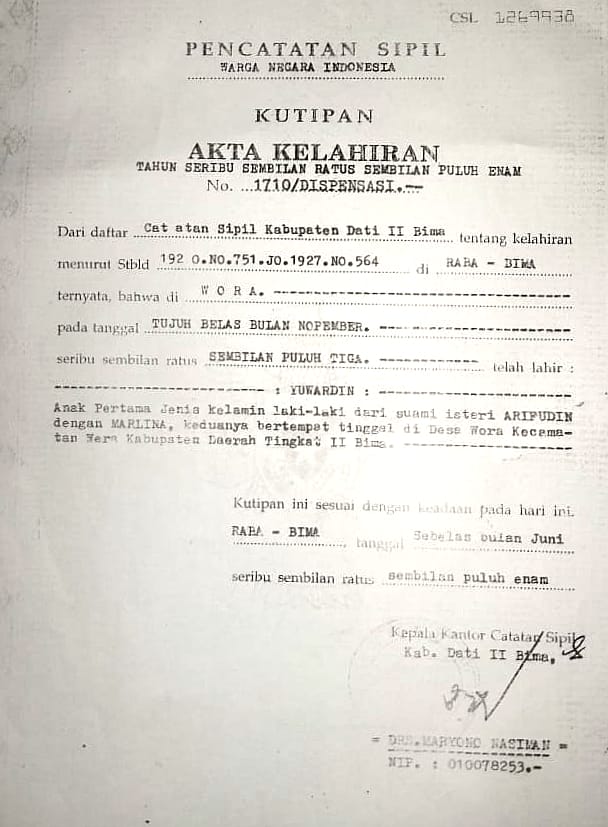 CSL 1269938
PENCATATAN SIPIL
WARGA NEGARA INDONESIA
KUTIPAN
AKTA KELAHIRAN
TAHUN SERIBU SEMBILAN RATUS SEMBILAN PULUH ENAM
No. ...1710/DISPENSASI.--
Dari daftar Cat atan Sipil Kabupaten Dati II Bima tentang kelahiran
menurut Stbld 192 0.NO.751.JO.1927.NO.564 di RABA - BIMA
ternyata, bahwa di W O R A. ------------------------------
pada tanggal TUJUH BELAS BULAN NOPEMBER. --------------------
seribu sembilan ratus SEMBILAN PULUH TIGA. ------------ telah lahir :
------------------------ : YUWARDIN : ----------------------
Anak Pertama Jenis kelamin laki-laki dari suami isteri ARIFUDIN
dengan MARLINA, keduanya bertempat tinggal di Desa Wora Kecama-
tan Wera Kabupaten Daerah Tingkat II Bima. -------------------
Kutipan ini sesuai dengan keadaan pada hari ini.
RABA - BIMA, tanggal Sebelas bulan Juni
seribu sembilan ratus sembilan puluh enam
Kepala Kantor Catatan Sipil
Kab. Dati II Bima,
= DRS.MARYONO NASIMAN =
NIP. : 010078253.-